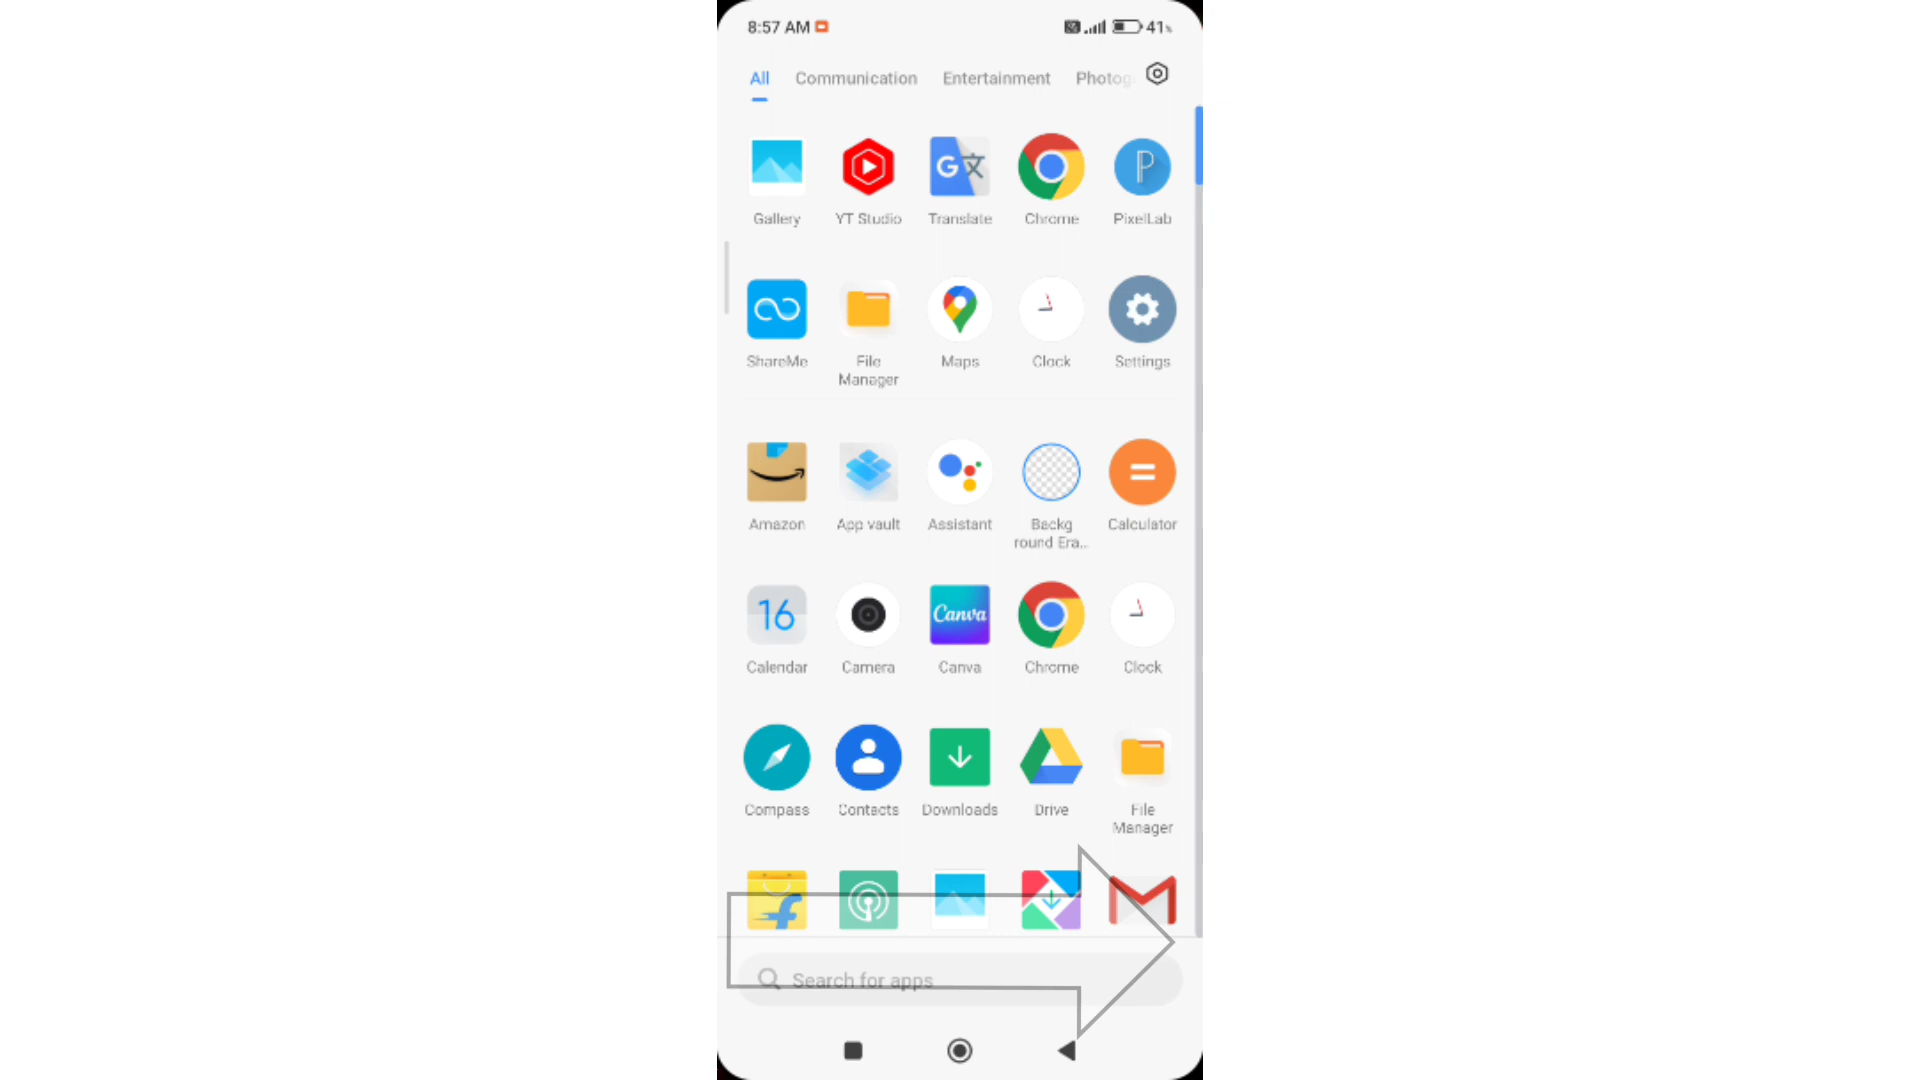 8:57 AM 41%
All Communication Entertainment Photog
Gallery YT Studio Translate Chrome PixelLab
ShareMe File Manager Maps Clock Settings
Amazon App vault Assistant Backg round Era... Calculator
16 Canva
Calendar Camera Canva Chrome Clock
Compass Contacts Downloads Drive File Manager
Search for apps